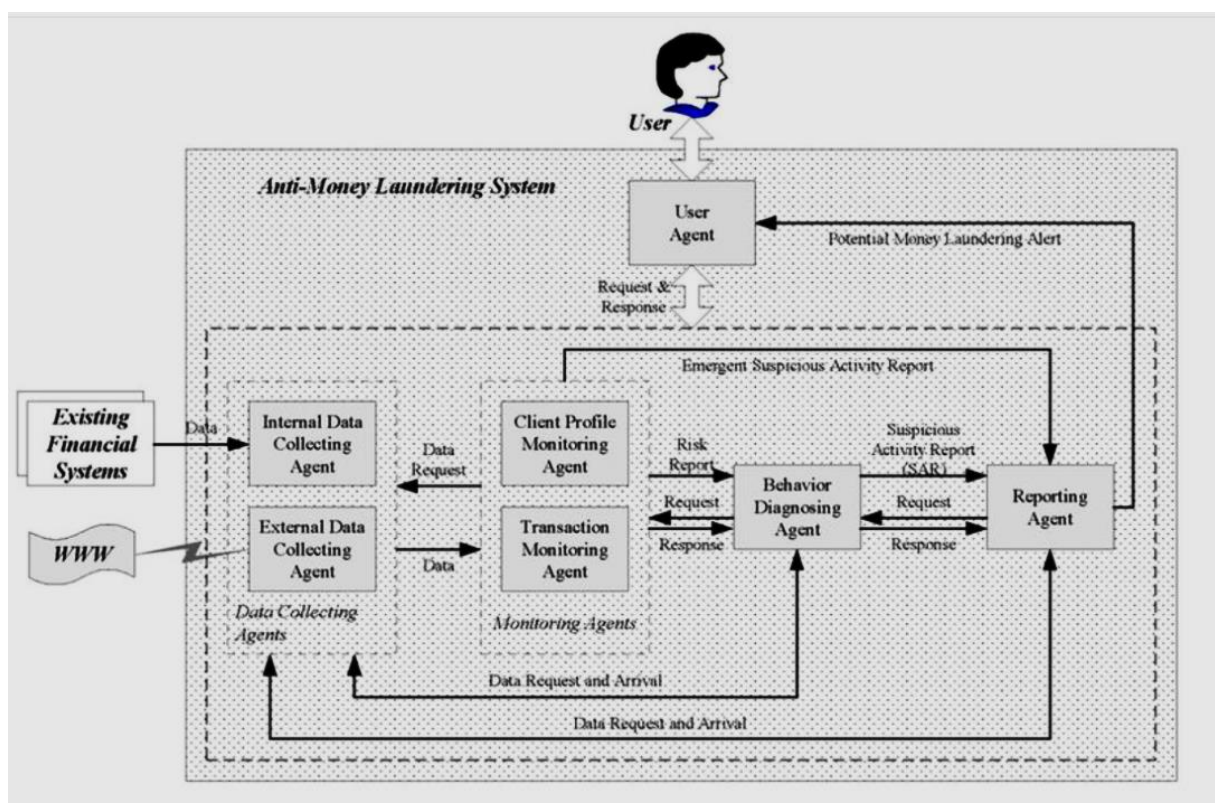 User
Anti-Money Laundering System
User
Agent
Potential Money Laundering Alert
Request &
Response
Emergent Suspicious Activity Report
Existing
Financial
Systems
Data
Internal Data
Collecting
Agent
Data
Request
Client Profile
Monitoring
Agent
Risk
Report
Suspicious
Activity Report
(SAR)
Behavior
Diagnosing
Agent
Reporting
Agent
Request
Response
Request
Response
WWW
External Data
Collecting
Agent
Data
Transaction
Monitoring
Agent
Data Collecting
Agents
Monitoring Agents
Data Request and Arrival
Data Request and Arrival